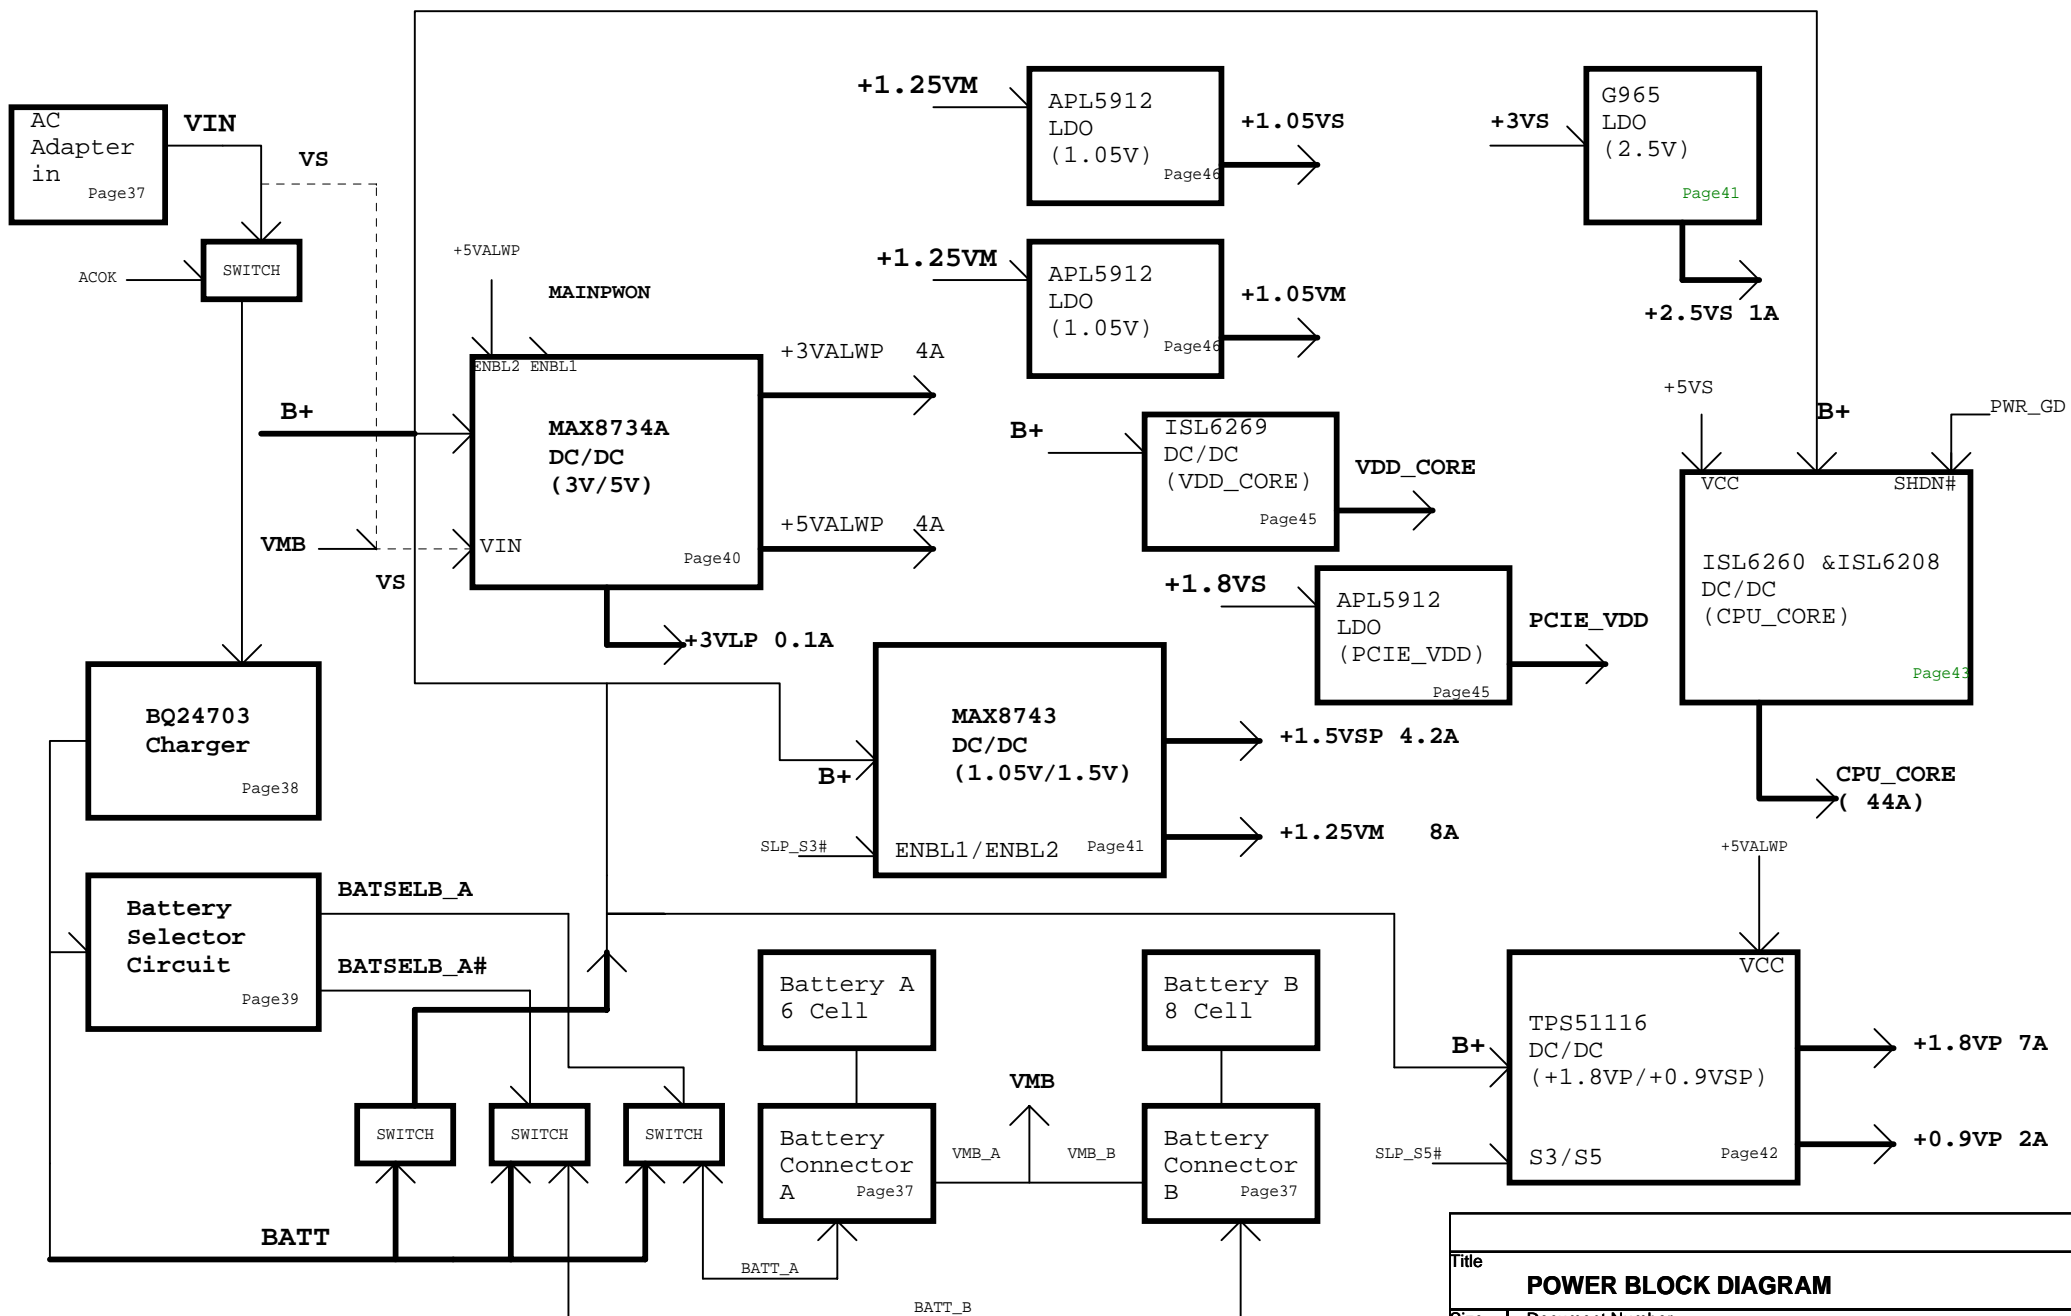 AC
Adapter
in
Page37
VIN
VS
ACOK
SWITCH
+5VALWP
MAINPWON
ENBL2 ENBL1
B+
MAX8734A
DC/DC
(3V/5V)
VIN
Page40
VMB
VS
+3VALWP 4A
+5VALWP 4A
+3VLP 0.1A
+1.25VM
APL5912
LDO
(1.05V)
Page46
+1.05VS
+1.25VM
APL5912
LDO
(1.05V)
Page46
+1.05VM
+3VS
G965
LDO
(2.5V)
Page41
+2.5VS 1A
B+
ISL6269
DC/DC
(VDD_CORE)
Page45
VDD_CORE
+1.8VS
APL5912
LDO
(PCIE_VDD)
Page45
PCIE_VDD
+5VS
B+
PWR_GD
VCC
SHDN#
ISL6260 &ISL6208
DC/DC
(CPU_CORE)
Page43
CPU_CORE
( 44A)
BQ24703
Charger
Page38
B+
MAX8743
DC/DC
(1.05V/1.5V)
SLP_S3#
ENBL1/ENBL2
Page41
+1.5VSP 4.2A
+1.25VM 8A
Battery
Selector
Circuit
Page39
BATSELB_A
BATSELB_A#
SWITCH
SWITCH
SWITCH
BATT
Battery A
6 Cell
Battery B
8 Cell
VMB
Battery
Connector
A
Page37
VMB_A
VMB_B
Battery
Connector
B
Page37
BATT_A
BATT_B
+5VALWP
VCC
B+
TPS51116
DC/DC
(+1.8VP/+0.9VSP)
SLP_S5#
S3/S5
Page42
+1.8VP 7A
+0.9VP 2A
Title
POWER BLOCK DIAGRAM